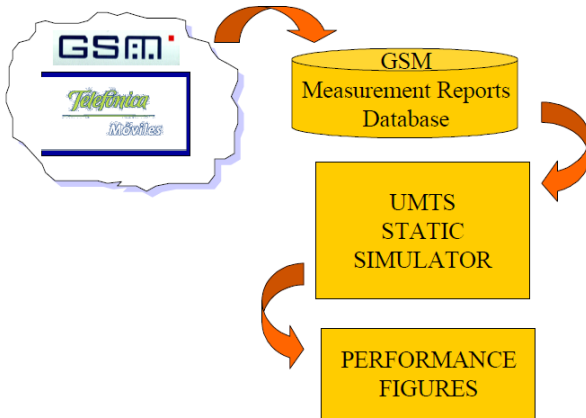 GSM
Telefónica
Móviles
GSM
Measurement Reports
Database
UMTS
STATIC
SIMULATOR
PERFORMANCE
FIGURES